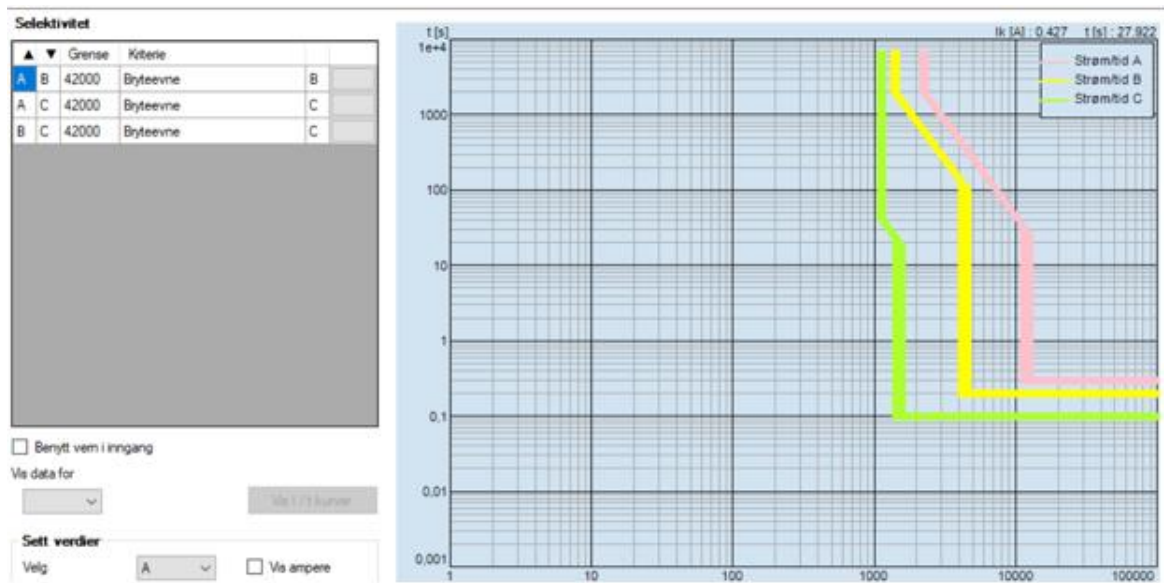 Selektivitet
▲ ▼ Grense Kriterie
A B 42000 Bryteevne B
A C 42000 Bryteevne C
B C 42000 Bryteevne C
Benytt vern i inngang
Vis data for
Vis I / t kurver
Sett verdier
Velg A Vis ampere
t [s] Ik [A] : 0.427 t [s] : 27.922
1e+4
1000
100
10
1
0,1
0,01
0,001
Strøm/tid A
Strøm/tid B
Strøm/tid C
1 10 100 1000 10000 100000